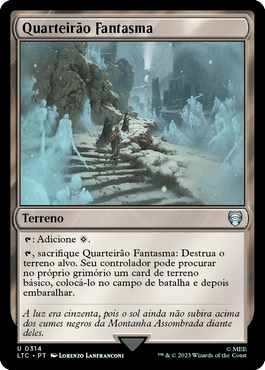 Quarteirão Fantasma
Terreno
: Adicione .
, sacrifique Quarteirão Fantasma: Destrua o
terreno alvo. Seu controlador pode procurar
no próprio grimório um card de terreno
básico, colocá-lo no campo de batalha e depois
embaralhar.
A luz era cinzenta, pois o sol ainda não subira acima
dos cumes negros da Montanha Assombrada diante
deles.
U 0314
LTC • PT LORENZO LANFRANCONI
© MEE
™ & © 2023 Wizards of the Coast